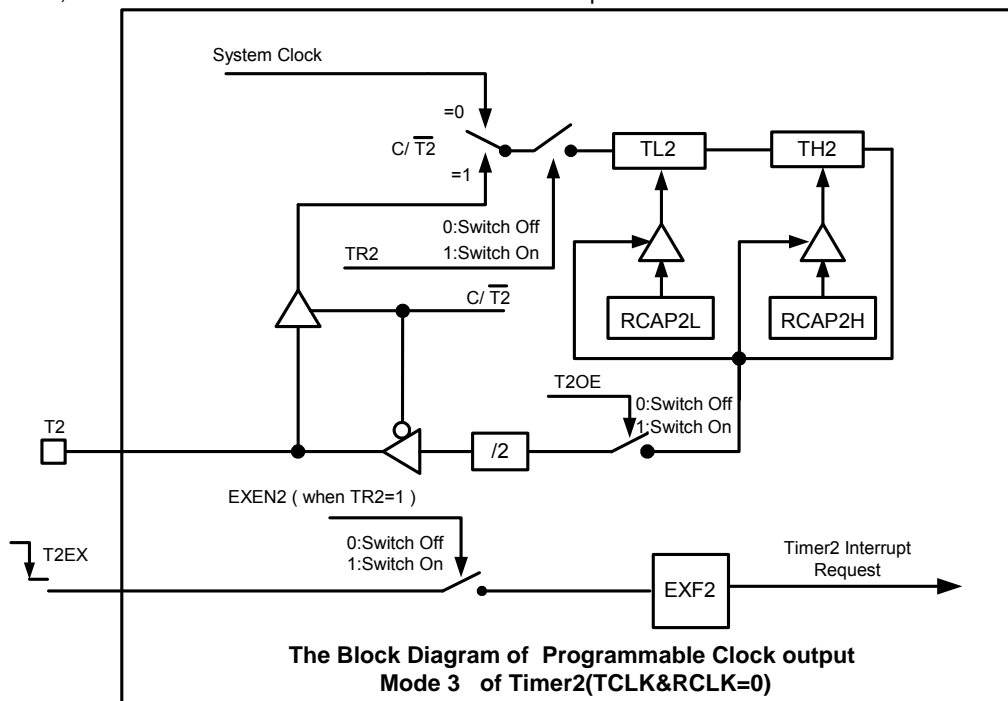 System Clock
=0
C/ T2
=1
TL2
TH2
0:Switch Off
1:Switch On
TR2
C/ T2
RCAP2L
RCAP2H
T2OE
0:Switch Off
1:Switch On
T2
/2
EXEN2 ( when TR2=1 )
0:Switch Off
1:Switch On
T2EX
EXF2
Timer2 Interrupt
Request
The Block Diagram of Programmable Clock output
Mode 3 of Timer2(TCLK&RCLK=0)